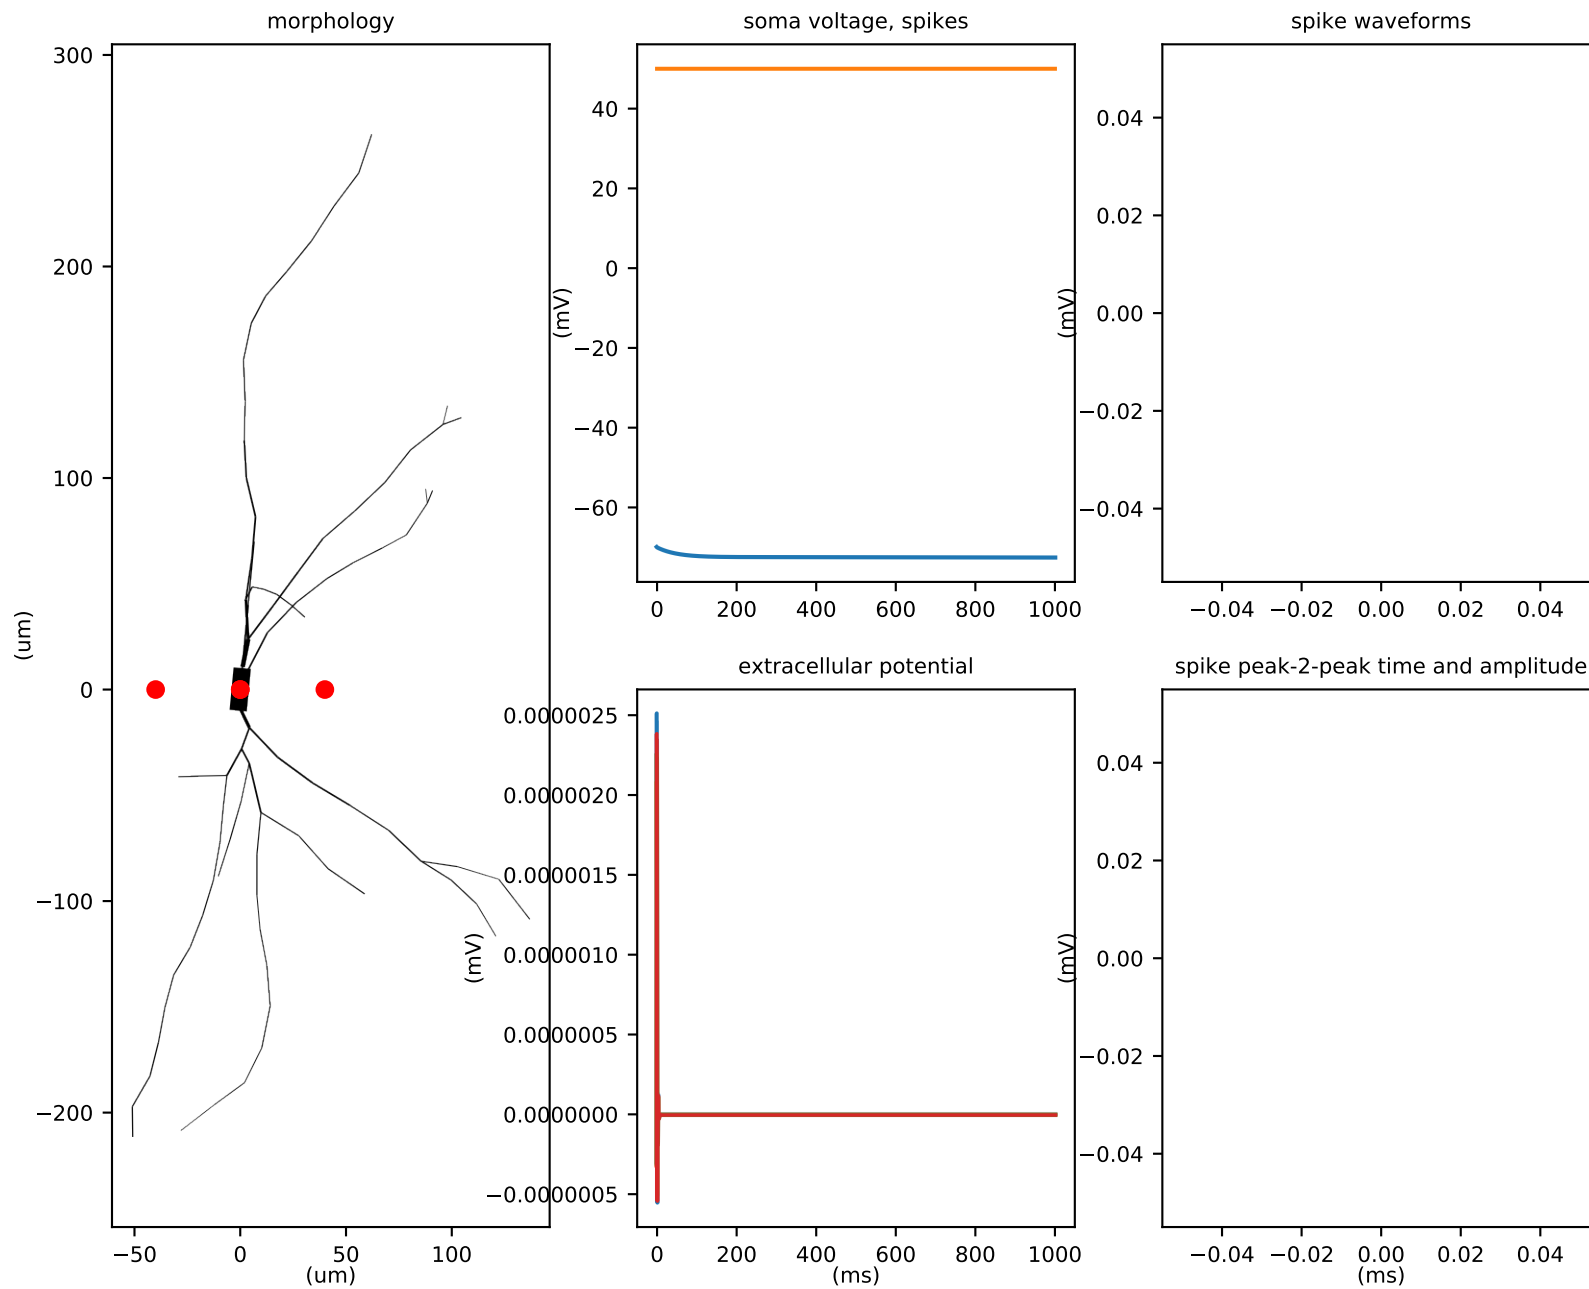 morphology
300
200
100
0
−100
−200
(um)
−50 0 50 100
(um)
soma voltage, spikes
40
20
0
−20
−40
−60
(mV)
0 200 400 600 800 1000
spike waveforms
0.04
0.02
0.00
−0.02
−0.04
(mV)
−0.04 −0.02 0.00 0.02 0.04
extracellular potential
0.0000025
0.0000020
0.0000015
0.0000010
0.0000005
0.0000000
−0.0000005
(mV)
0 200 400 600 800 1000
(ms)
spike peak-2-peak time and amplitude
0.04
0.02
0.00
−0.02
−0.04
(mV)
−0.04 −0.02 0.00 0.02 0.04
(ms)